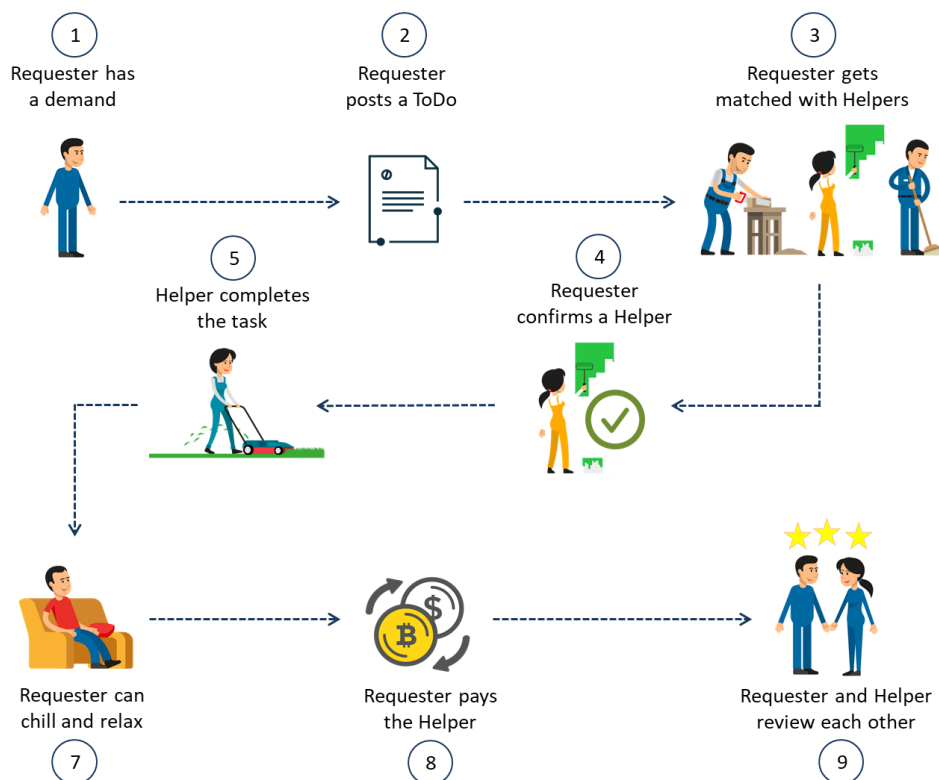 1
Requester has
a demand
2
Requester
posts a ToDo
3
Requester gets
matched with Helpers
4
Requester
confirms a Helper
5
Helper completes
the task
Requester can
chill and relax
7
Requester pays
the Helper
8
Requester and Helper
review each other
9